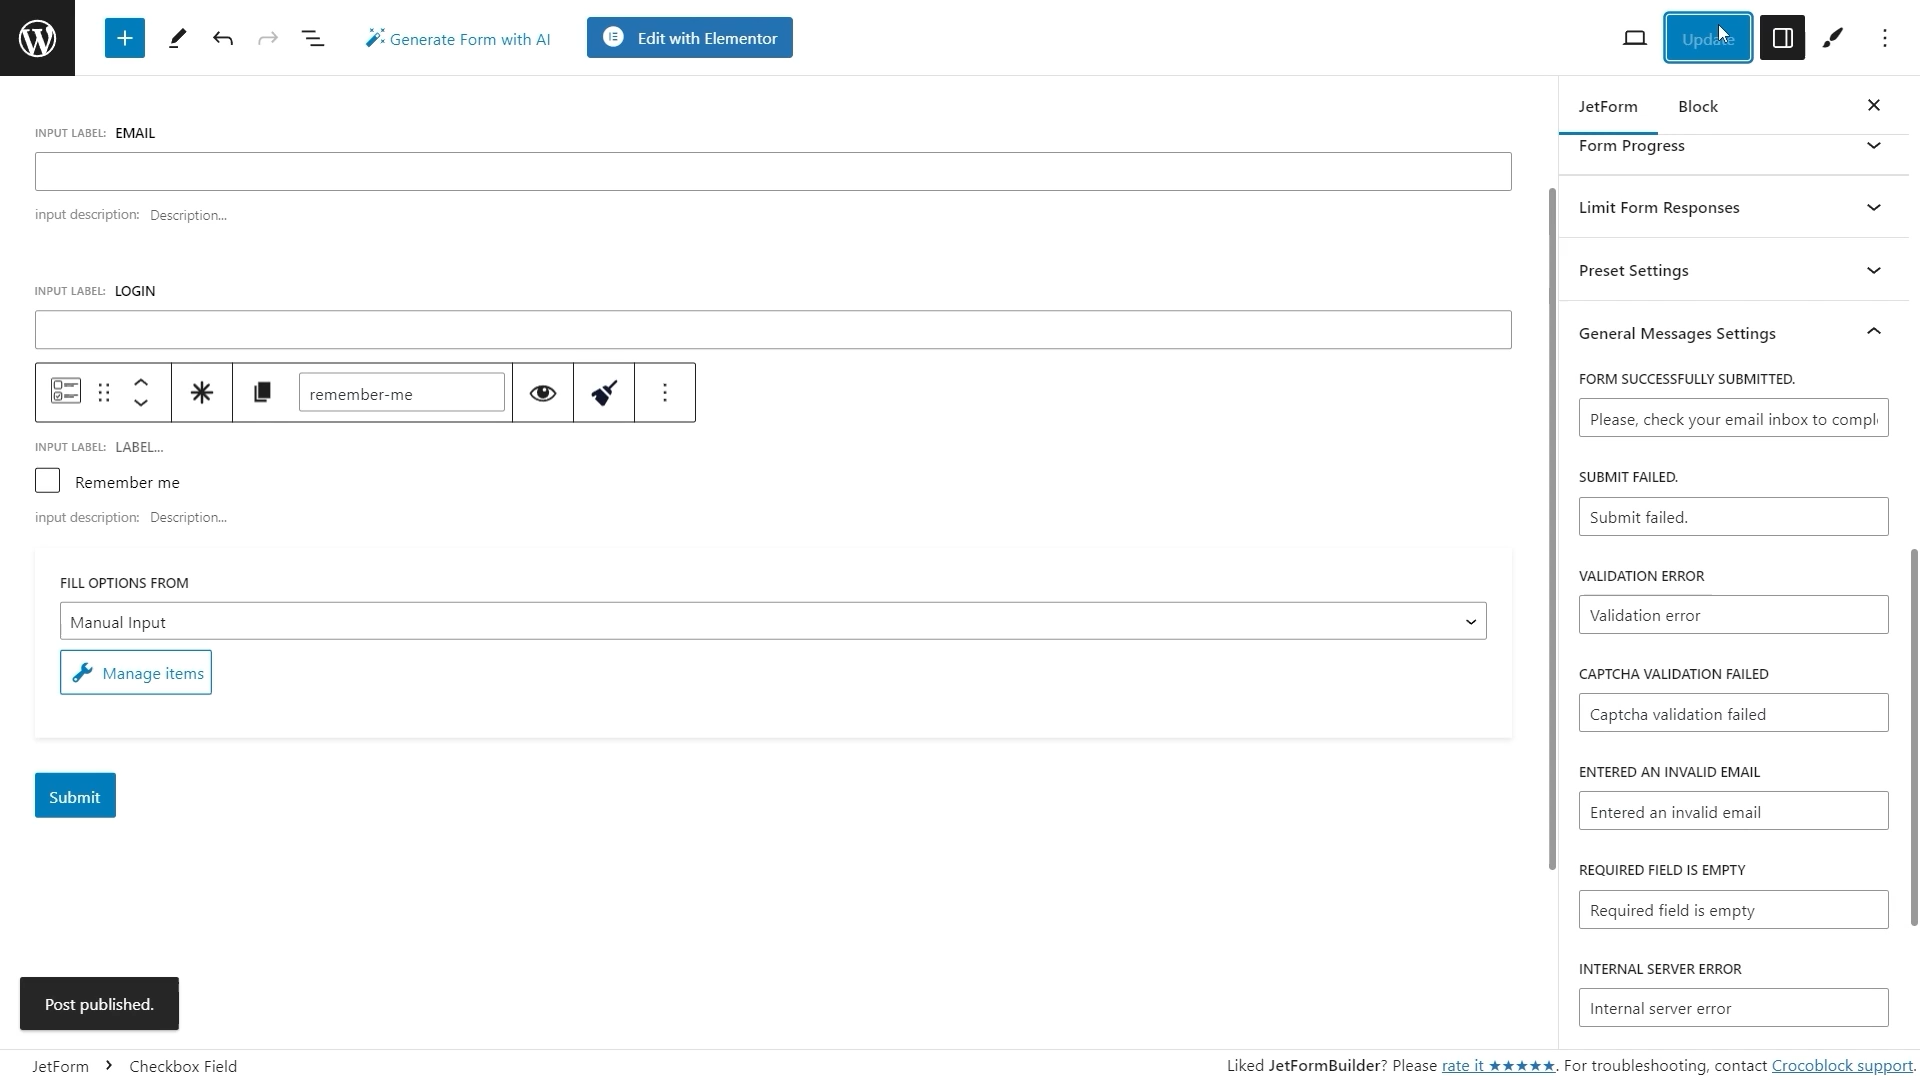 Generate Form with AI
Edit with Elementor
Update
INPUT LABEL: EMAIL
input description: Description...
INPUT LABEL: LOGIN
remember-me
INPUT LABEL: LABEL...
Remember me
input description: Description...
FILL OPTIONS FROM
Manual Input
Manage items
Submit
Post published.
JetForm
Block
Form Progress
Limit Form Responses
Preset Settings
General Messages Settings
FORM SUCCESSFULLY SUBMITTED.
Please, check your email inbox to compl
SUBMIT FAILED.
Submit failed.
VALIDATION ERROR
Validation error
CAPTCHA VALIDATION FAILED
Captcha validation failed
ENTERED AN INVALID EMAIL
Entered an invalid email
REQUIRED FIELD IS EMPTY
Required field is empty
INTERNAL SERVER ERROR
Internal server error
JetForm > Checkbox Field
Liked JetFormBuilder? Please rate it ★★★★★. For troubleshooting, contact Crocoblock support.